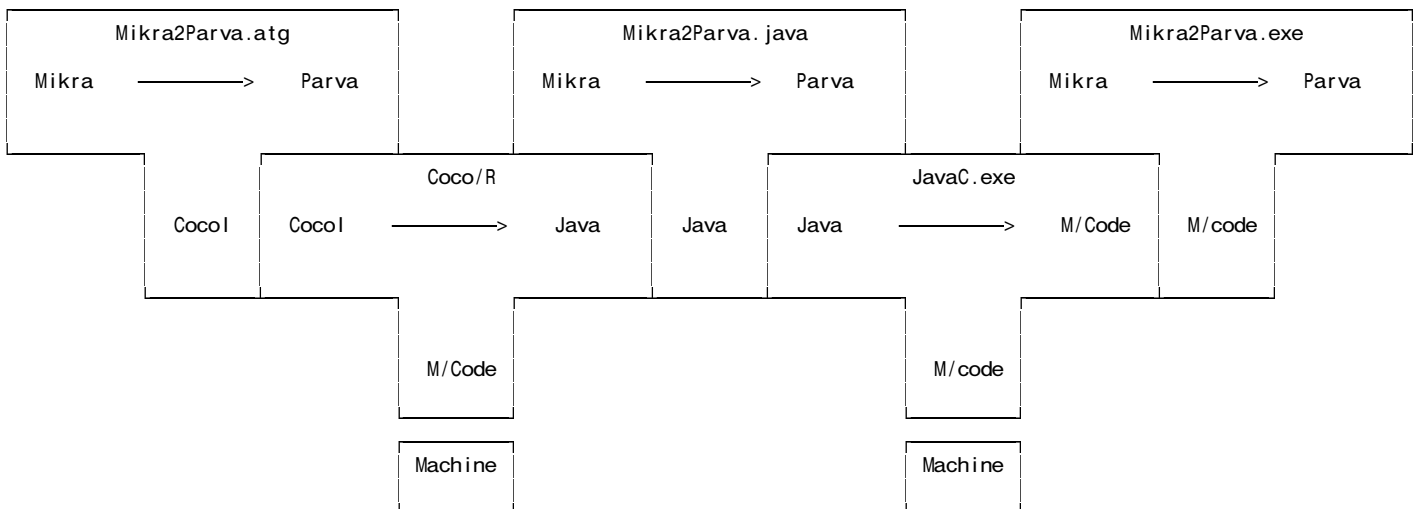 Mikra2Parva.atg Mikra2Parva.java Mikra2Parva.exe
Mikra ————> Parva Mikra ————> Parva Mikra ————> Parva
Coco/R JavaC.exe
Cocol Cocol ————> Java Java Java ————> M/Code M/code
M/Code M/code
Machine Machine